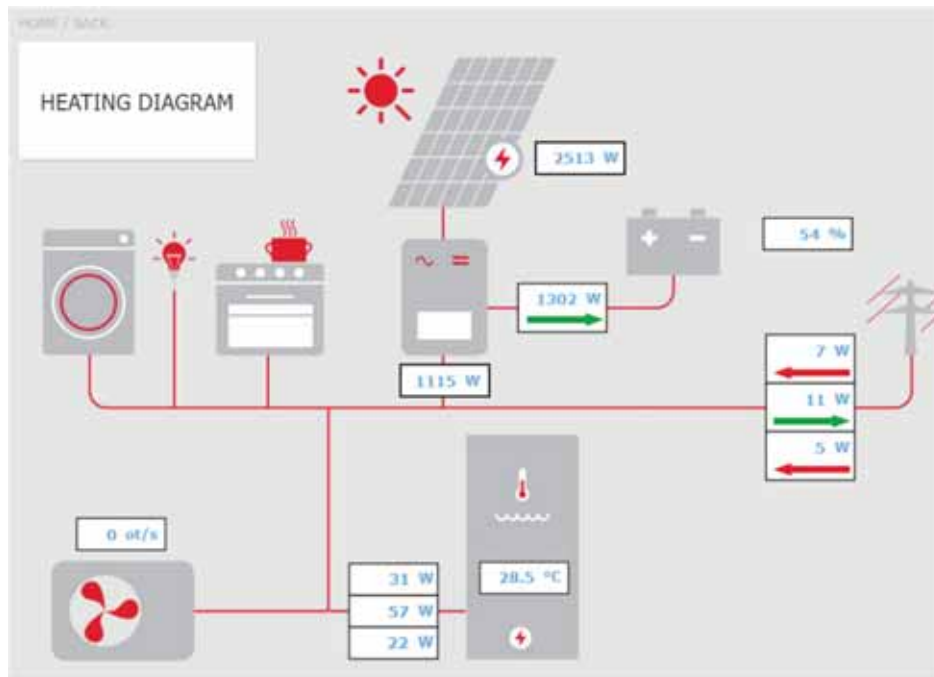 HOME / BACK
HEATING DIAGRAM
2513 W
54 %
1302 W
7 W
1115 W
11 W
5 W
0 ot/s
31 W
28.5 °C
57 W
22 W